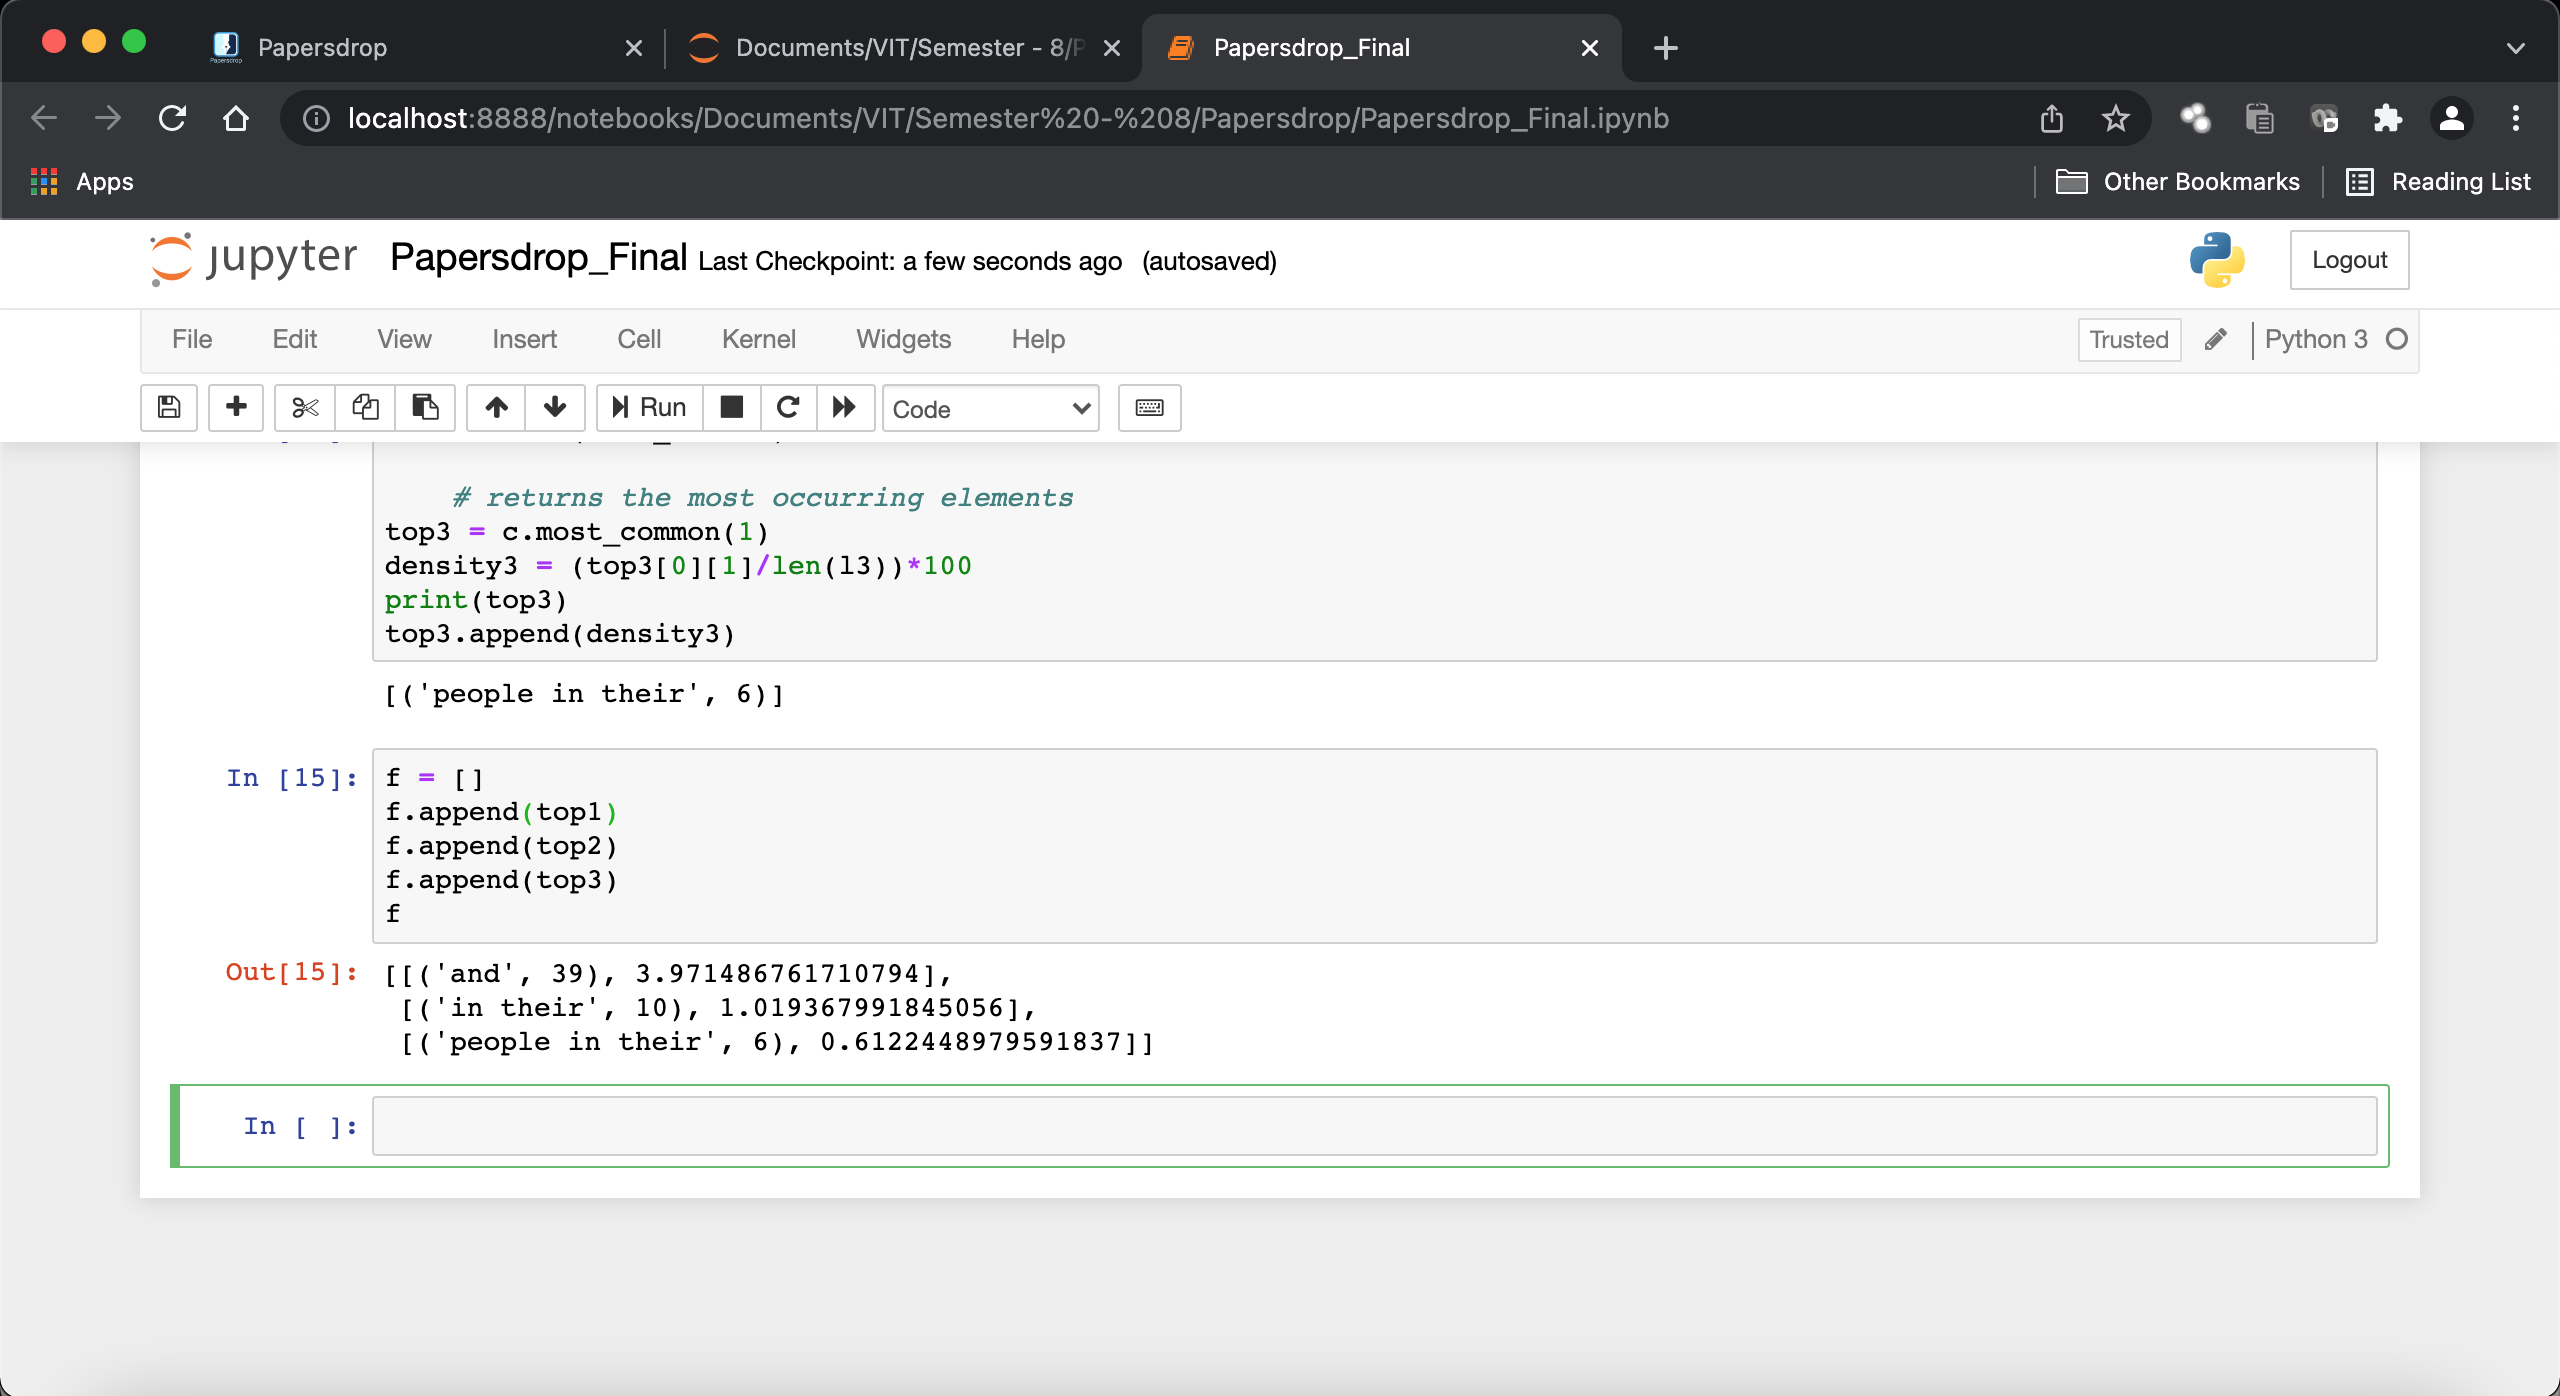 Papersdrop
Documents/VIT/Semester - 8/P
Papersdrop_Final
localhost:8888/notebooks/Documents/VIT/Semester%20-%208/Papersdrop/Papersdrop_Final.ipynb
Apps
Other Bookmarks
Reading List
jupyter Papersdrop_Final Last Checkpoint: a few seconds ago (autosaved)
Logout
File Edit View Insert Cell Kernel Widgets Help
Trusted
Python 3
Run
Code
# returns the most occurring elements
top3 = c.most_common(1)
density3 = (top3[0][1]/len(l3))*100
print(top3)
top3.append(density3)
[('people in their', 6)]
In [15]:
f = []
f.append(top1)
f.append(top2)
f.append(top3)
f
Out[15]:
[[('and', 39), 3.971486761710794],
[('in their', 10), 1.019367991845056],
[('people in their', 6), 0.6122448979591837]]
In [ ]: